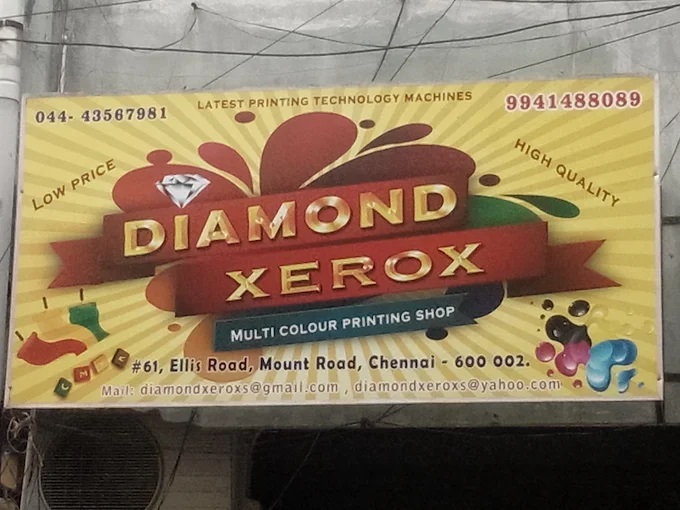 LATEST PRINTING TECHNOLOGY MACHINES
044- 43567981
9941488089
LOW PRICE
HIGH QUALITY
DIAMOND
XEROX
MULTI COLOUR PRINTING SHOP
#61, Ellis Road, Mount Road, Chennai - 600 002.
Mail: diamondxeroxs@gmail.com , diamondxeroxs@yahoo.com
C M Y K